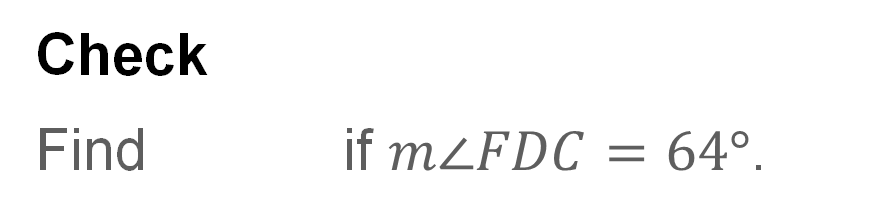 Check
Find if m∠FDC = 64°.